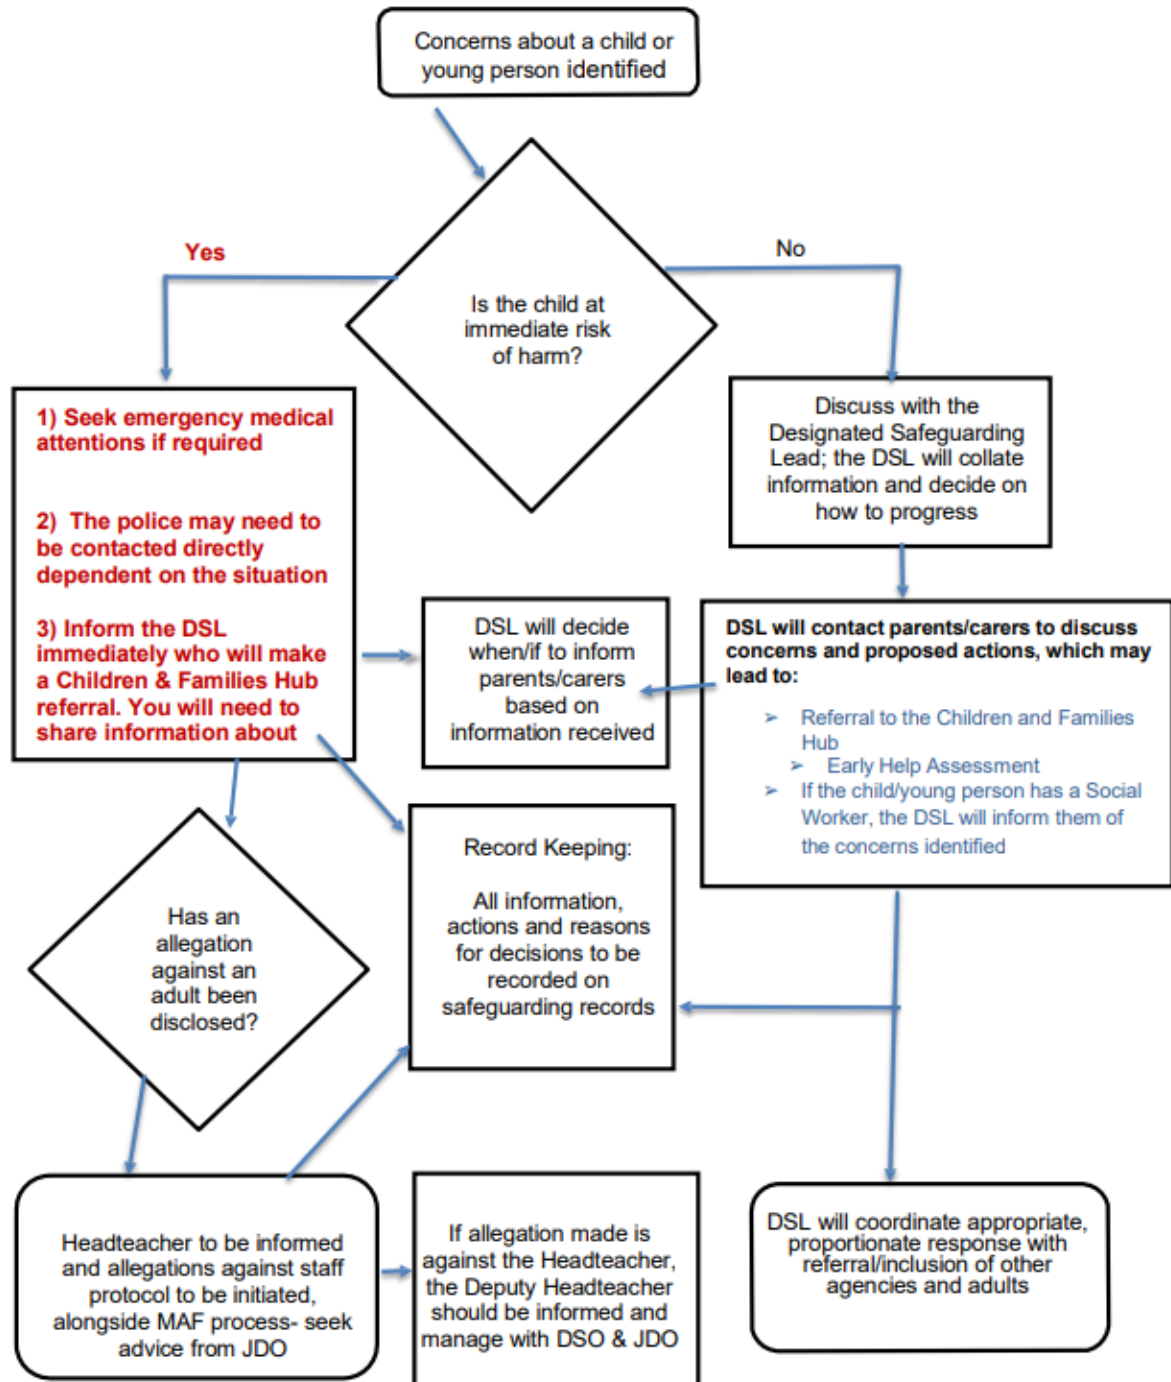 Concerns about a child or
young person identified
Yes
No
Is the child at
immediate risk
of harm?
1) Seek emergency medical
attentions if required
2) The police may need to
be contacted directly
dependent on the situation
3) Inform the DSL
immediately who will make
a Children & Families Hub
referral. You will need to
share information about
Discuss with the
Designated Safeguarding
Lead; the DSL will collate
information and decide on
how to progress
DSL will decide
when/if to inform
parents/carers
based on
information received
DSL will contact parents/carers to discuss
concerns and proposed actions, which may
lead to:
➢ Referral to the Children and Families
Hub
➢ Early Help Assessment
➢ If the child/young person has a Social
Worker, the DSL will inform them of
the concerns identified
Record Keeping:
All information,
actions and reasons
for decisions to be
recorded on
safeguarding records
Has an
allegation
against an
adult been
disclosed?
Headteacher to be informed
and allegations against staff
protocol to be initiated,
alongside MAF process- seek
advice from JDO
If allegation made is
against the Headteacher,
the Deputy Headteacher
should be informed and
manage with DSO & JDO
DSL will coordinate appropriate,
proportionate response with
referral/inclusion of other
agencies and adults